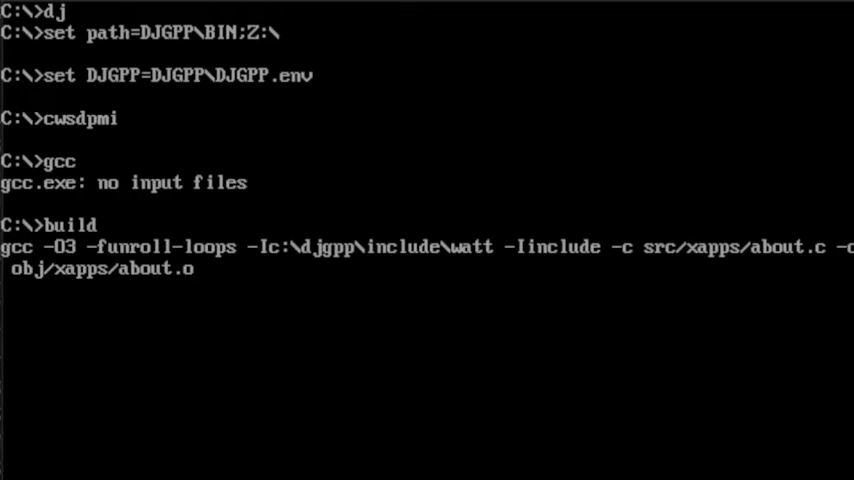 C:\>dj
C:\>set path=DJGPP\BIN;Z:\
C:\>set DJGPP=DJGPP\DJGPP.env
C:\>cwsdpmi
C:\>gcc
gcc.exe: no input files
C:\>build
gcc -O3 -funroll-loops -Ic:\djgpp\include\watt -Iinclude -c src/xapps/about.c -o
obj/xapps/about.o